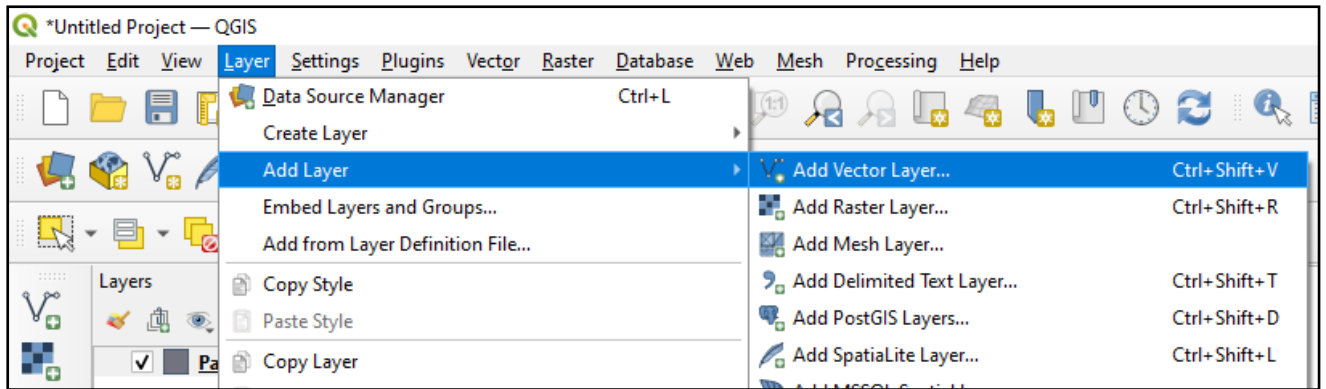 *Untitled Project — QGIS
Project Edit View Layer Settings Plugins Vector Raster Database Web Mesh Processing Help
Data Source Manager Ctrl+L
Create Layer
1:1
Add Layer
Add Vector Layer... Ctrl+Shift+V
Embed Layers and Groups...
Add Raster Layer... Ctrl+Shift+R
Add from Layer Definition File...
Add Mesh Layer...
Layers
Copy Style
Add Delimited Text Layer... Ctrl+Shift+T
Paste Style
Add PostGIS Layers... Ctrl+Shift+D
Pa
Copy Layer
Add SpatiaLite Layer... Ctrl+Shift+L